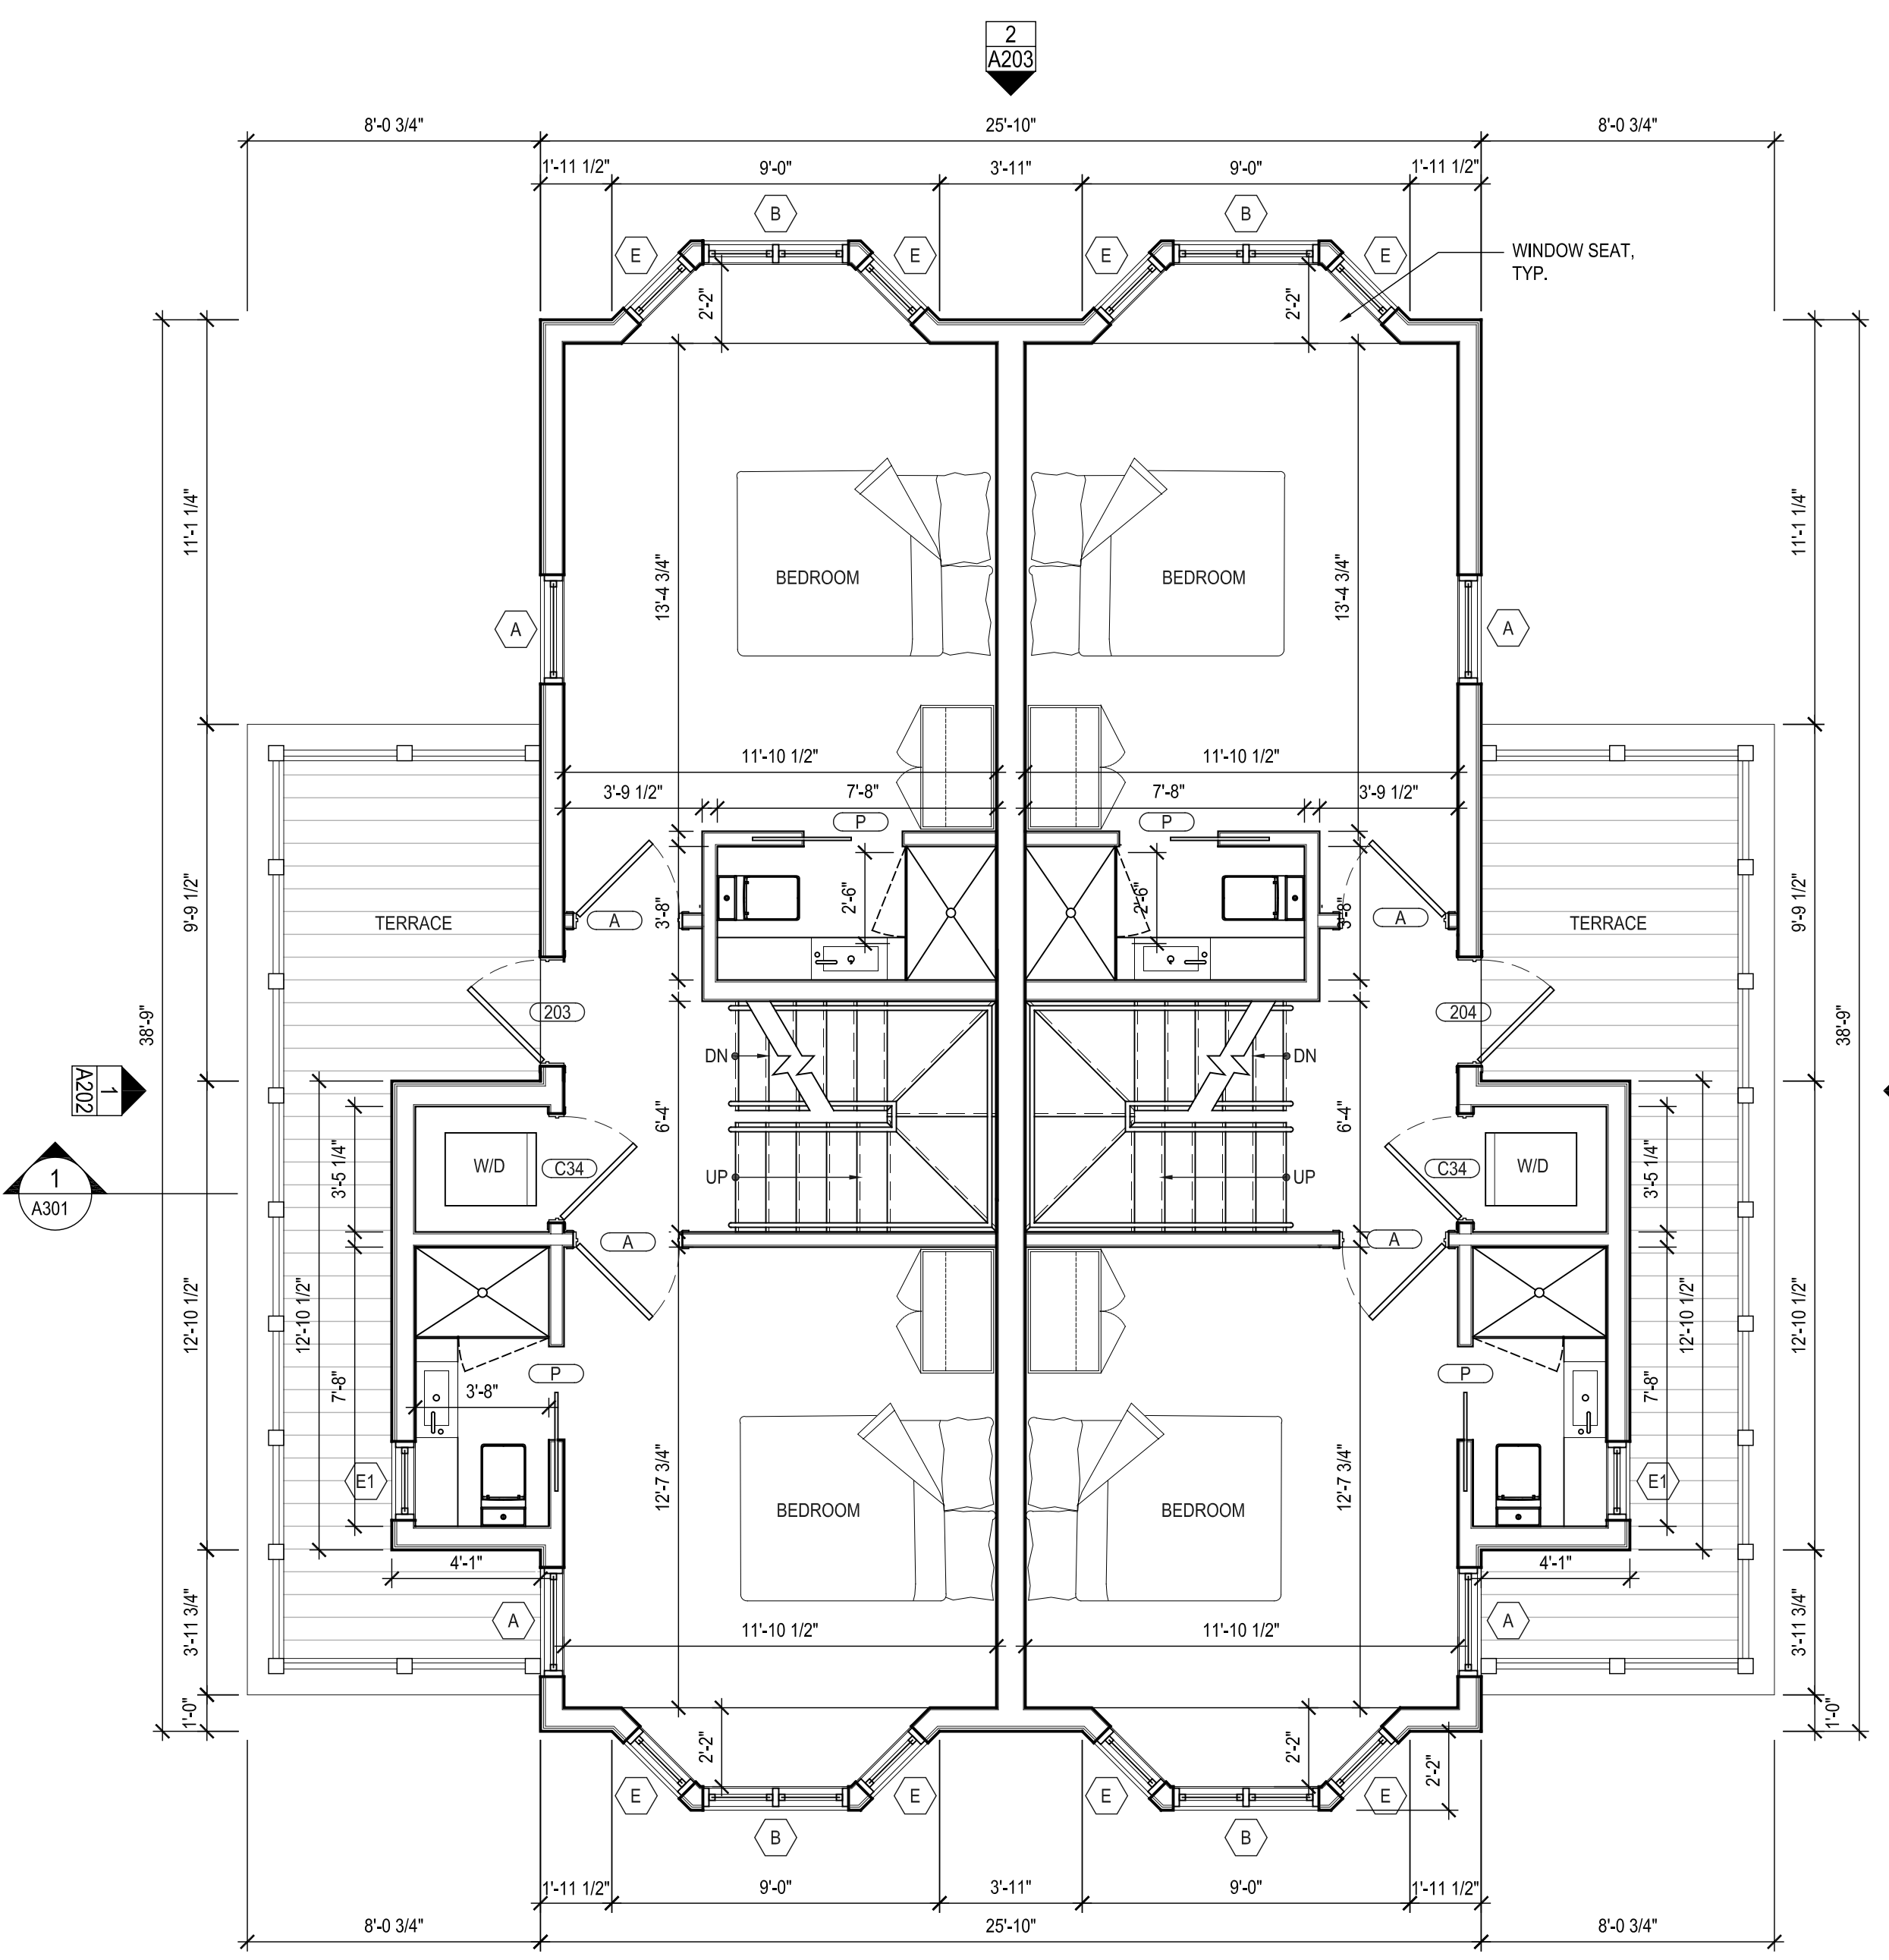 2
A203
8'-0 3/4"
25'-10"
8'-0 3/4"
1'-11 1/2"
9'-0"
3'-11"
9'-0"
1'-11 1/2"
B
B
E
E
E
E
WINDOW SEAT,
TYP.
2'-2"
2'-2"
11'-1 1/4"
11'-1 1/4"
13'-4 3/4"
13'-4 3/4"
BEDROOM
BEDROOM
A
A
11'-10 1/2"
11'-10 1/2"
3'-9 1/2"
7'-8"
7'-8"
3'-9 1/2"
P
P
9'-9 1/2"
TERRACE
A
3'-8"
2'-6"
2'-6"
3'-8"
A
TERRACE
9'-9 1/2"
203
204
38'-9"
38'-9"
DN
DN
1
A202
6'-4"
6'-4"
1
A301
3'-5 1/4"
W/D
C34
UP
UP
C34
W/D
3'-5 1/4"
A
A
12'-10 1/2"
12'-10 1/2"
12'-10 1/2"
12'-10 1/2"
7'-8"
3'-8"
P
P
7'-8"
E1
12'-7 3/4"
12'-7 3/4"
E1
BEDROOM
BEDROOM
4'-1"
4'-1"
3'-11 3/4"
A
11'-10 1/2"
11'-10 1/2"
A
3'-11 3/4"
1'-0"
1'-0"
2'-2"
2'-2"
2'-2"
E
E
E
E
B
B
1'-11 1/2"
9'-0"
3'-11"
9'-0"
1'-11 1/2"
8'-0 3/4"
25'-10"
8'-0 3/4"